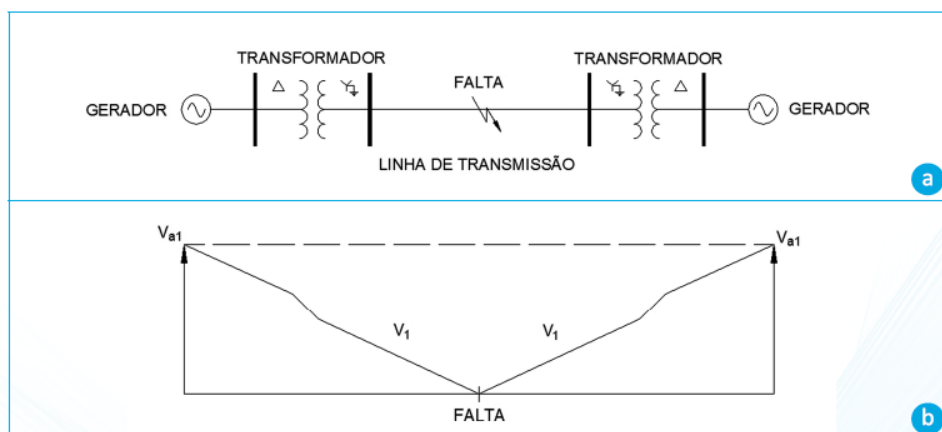 TRANSFORMADOR
TRANSFORMADOR
Δ
Y
FALTA
Y
Δ
GERADOR
GERADOR
LINHA DE TRANSMISSÃO
a
Va1
Va1
V1
V1
FALTA
b